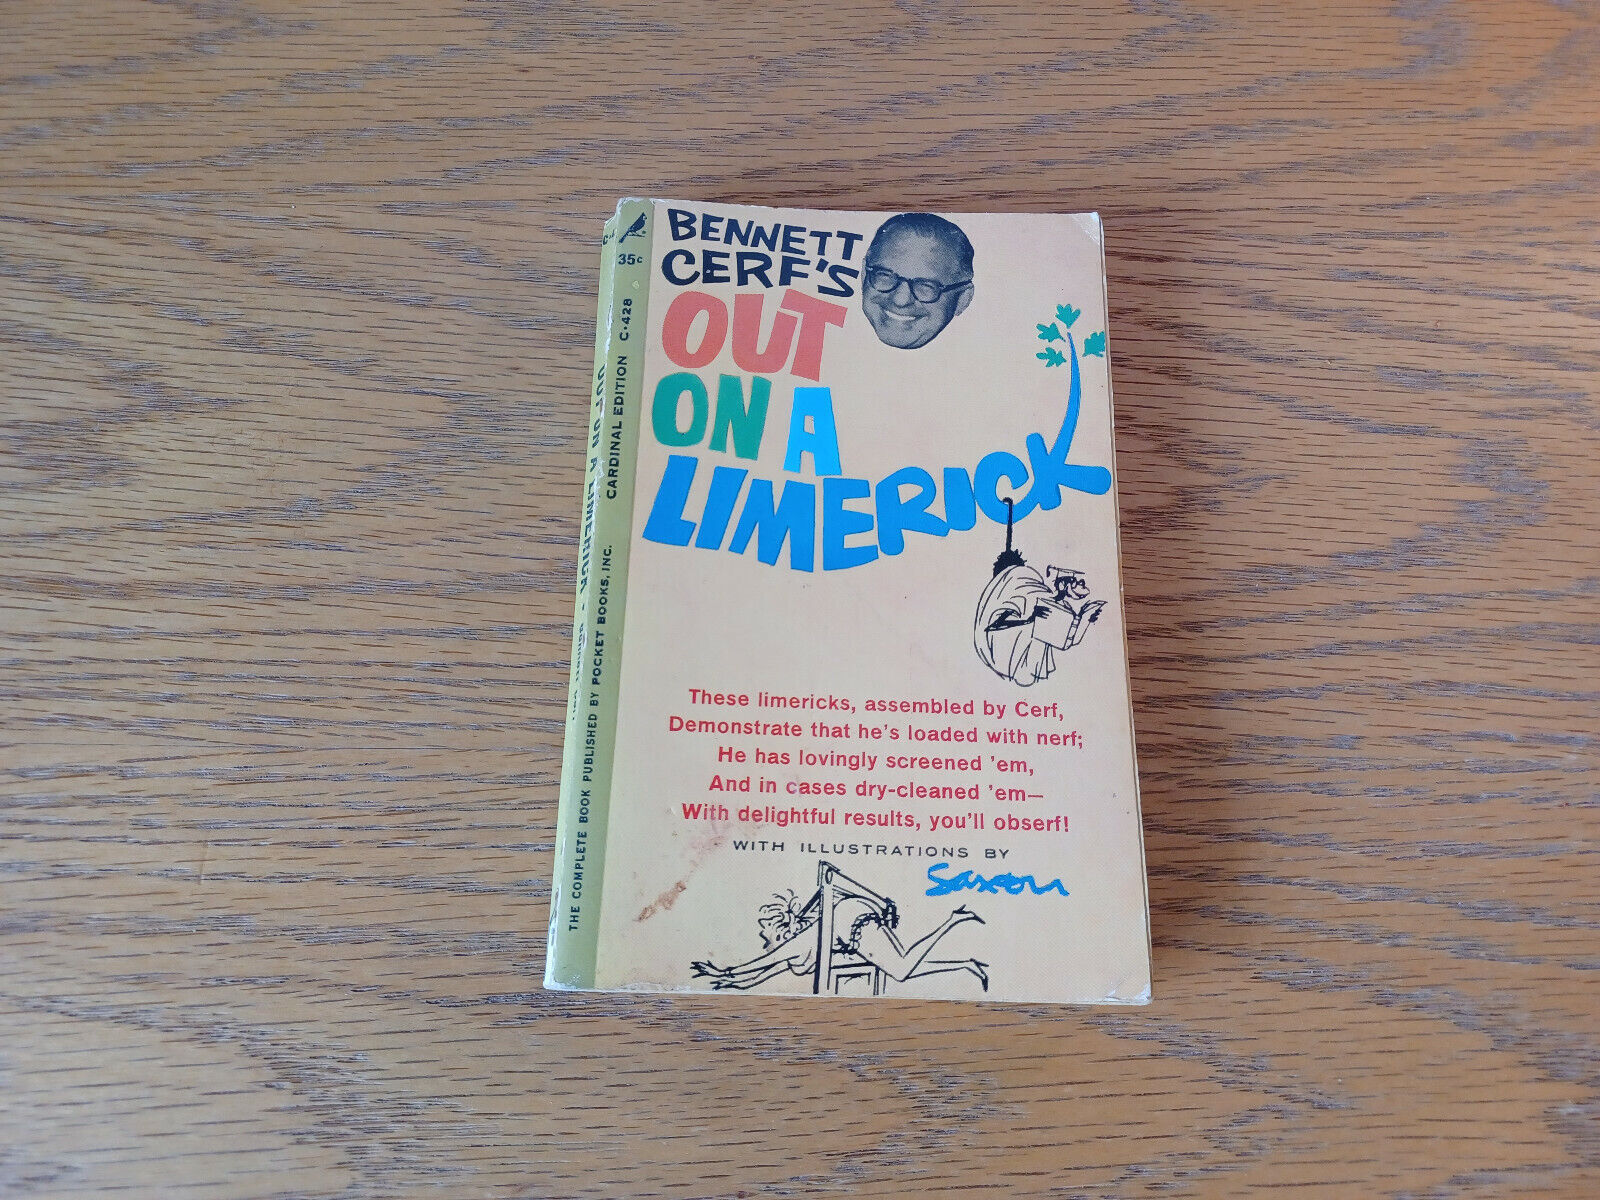 BENNETT
CERF'S
OUT
ON A
LIMERICK
These limericks, assembled by Cerf,
Demonstrate that he's loaded with nerf;
He has lovingly screened 'em,
And in cases dry-cleaned 'em—
With delightful results, you'll obserf!
WITH ILLUSTRATIONS BY
Saxon
35c
THE COMPLETE BOOK PUBLISHED BY POCKET BOOKS, INC. CARDINAL EDITION C·428
OUT ON A LIMERICK •